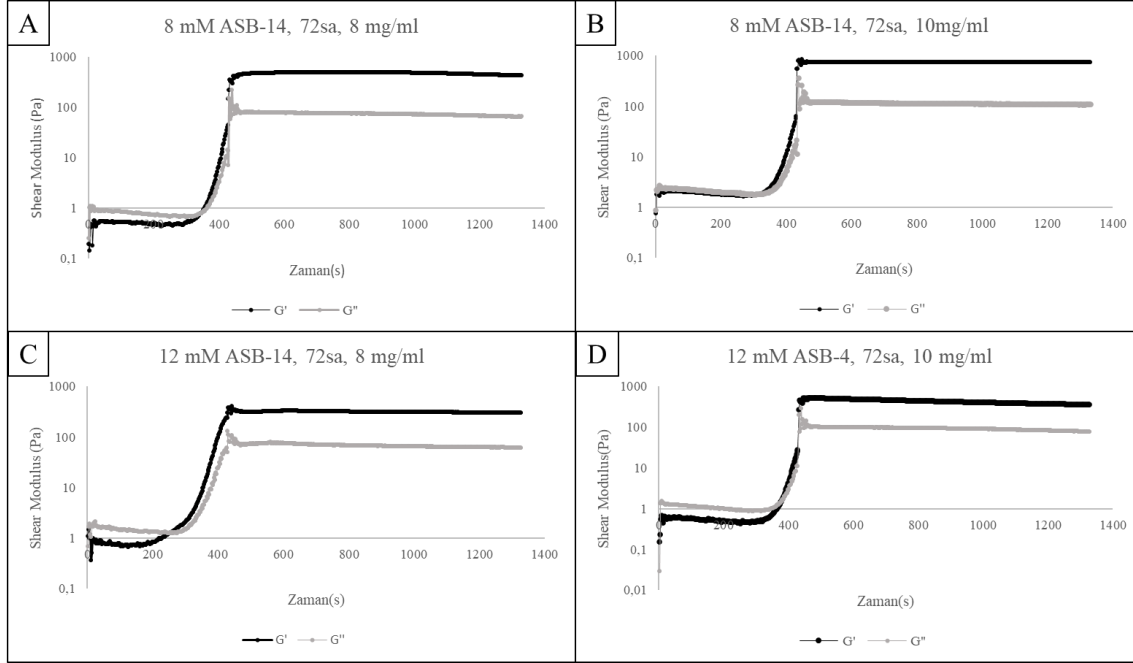 A
8 mM ASB-14, 72sa, 8 mg/ml
Shear Modulus (Pa)
1000
100
10
1
0,1
0 200 400 600 800 1000 1200 1400
Zaman(s)
G' G"
B
8 mM ASB-14, 72sa, 10mg/ml
Shear Modulus (Pa)
1000
100
10
1
0,1
0 200 400 600 800 1000 1200 1400
Zaman(s)
G' G"
C
12 mM ASB-14, 72sa, 8 mg/ml
Shear Modulus (Pa)
1000
100
10
1
0,1
0 200 400 600 800 1000 1200 1400
Zaman(s)
G' G"
D
12 mM ASB-4, 72sa, 10 mg/ml
Shear Modulus(Pa)
1000
100
10
1
0,1
0,01
0 200 400 600 800 1000 1200 1400
Zaman(s)
G' G"